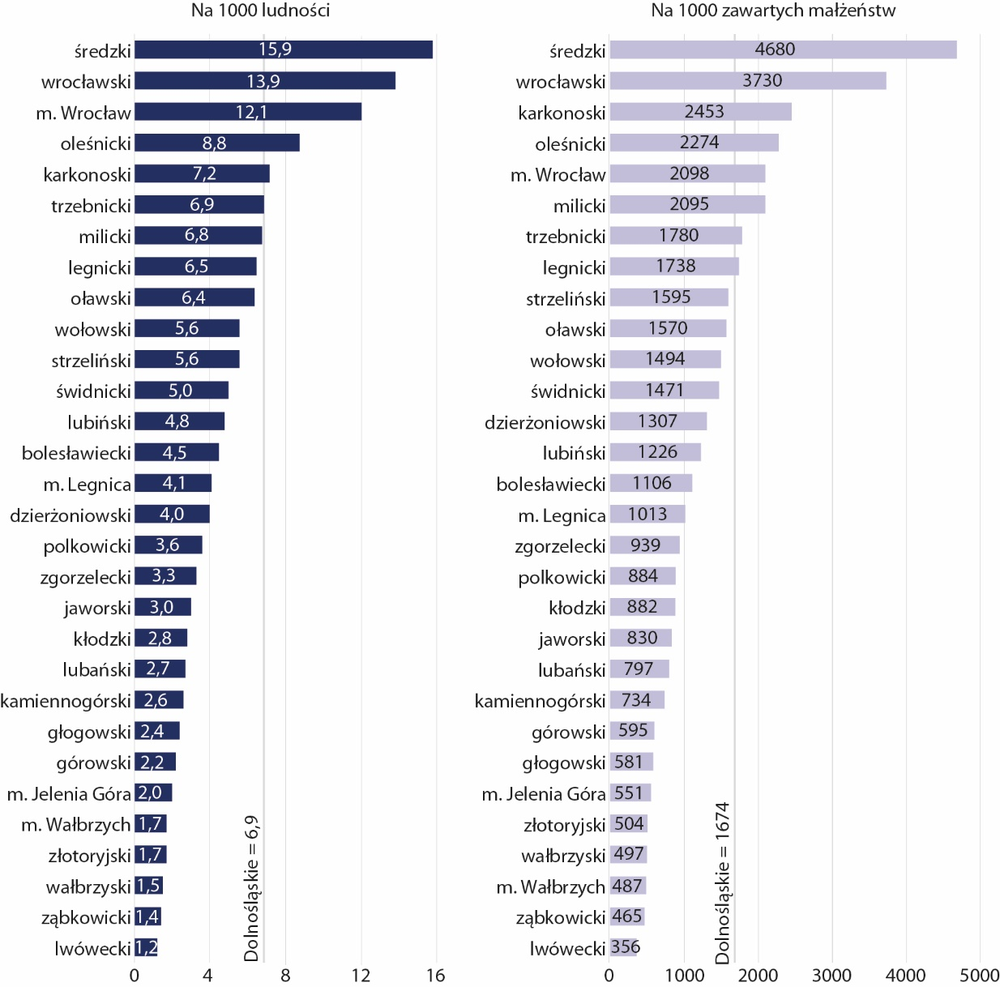 Na 1000 ludności
średzki 15,9
wrocławski 13,9
m. Wrocław 12,1
oleśnicki 8,8
karkonoski 7,2
trzebnicki 6,9
milicki 6,8
legnicki 6,5
oławski 6,4
wołowski 5,6
strzeliński 5,6
świdnicki 5,0
lubiński 4,8
bolesławiecki 4,5
m. Legnica 4,1
dzierżoniowski 4,0
polkowicki 3,6
zgorzelecki 3,3
jaworski 3,0
kłodzki 2,8
lubański 2,7
kamiennogórski 2,6
głogowski 2,4
górowski 2,2
m. Jelenia Góra 2,0
m. Wałbrzych 1,7
złotoryjski 1,7
wałbrzyski 1,5
ząbkowicki 1,4
lwówecki 1,2
Dolnośląskie = 6,9
0 4 8 12 16
Na 1000 zawartych małżeństw
średzki 4680
wrocławski 3730
karkonoski 2453
oleśnicki 2274
m. Wrocław 2098
milicki 2095
trzebnicki 1780
legnicki 1738
strzeliński 1595
oławski 1570
wołowski 1494
świdnicki 1471
dzierżoniowski 1307
lubiński 1226
bolesławiecki 1106
m. Legnica 1013
zgorzelecki 939
polkowicki 884
kłodzki 882
jaworski 830
lubański 797
kamiennogórski 734
górowski 595
głogowski 581
m. Jelenia Góra 551
złotoryjski 504
wałbrzyski 497
m. Wałbrzych 487
ząbkowicki 465
lwówecki 356
Dolnośląskie = 1674
0 1000 2000 3000 4000 5000